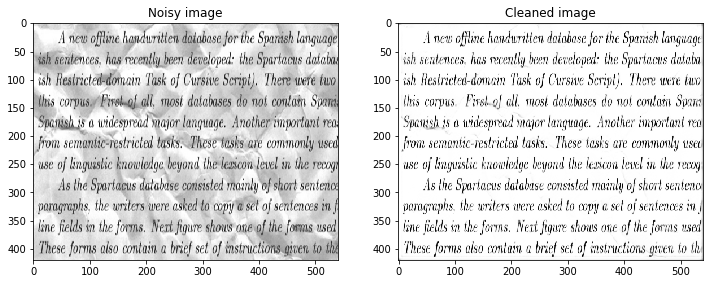 Noisy image
A new offline handwritten database for the Spanish language
ish sentences, has recently been developed: the Spartacus databa
ish Restricted-domain Task of Cursive Script). There were two
this corpus. First of all, most databases do not contain Spani
Spanish is a widespread major language. Another important rea
from semantic-restricted tasks. These tasks are commonly used
use of linguistic knowledge beyond the lexicon level in the recogn
As the Spartacus database consisted mainly of short sentence
paragraphs, the writers were asked to copy a set of sentences in f
line fields in the forms. Next figure shows one of the forms used
These forms also contain a brief set of instructions given to the
0
50
100
150
200
250
300
350
400
0 100 200 300 400 500
Cleaned image
A new offline handwritten database for the Spanish language
ish sentences, has recently been developed: the Spartacus databa
ish Restricted-domain Task of Cursive Script). There were two
this corpus. First of all, most databases do not contain Spani
Spanish is a widespread major language. Another important rea
from semantic-restricted tasks. These tasks are commonly used
use of linguistic knowledge beyond the lexicon level in the recogn
As the Spartacus database consisted mainly of short sentence
paragraphs, the writers were asked to copy a set of sentences in f
line fields in the forms. Next figure shows one of the forms used
These forms also contain a brief set of instructions given to the
0
50
100
150
200
250
300
350
400
0 100 200 300 400 500